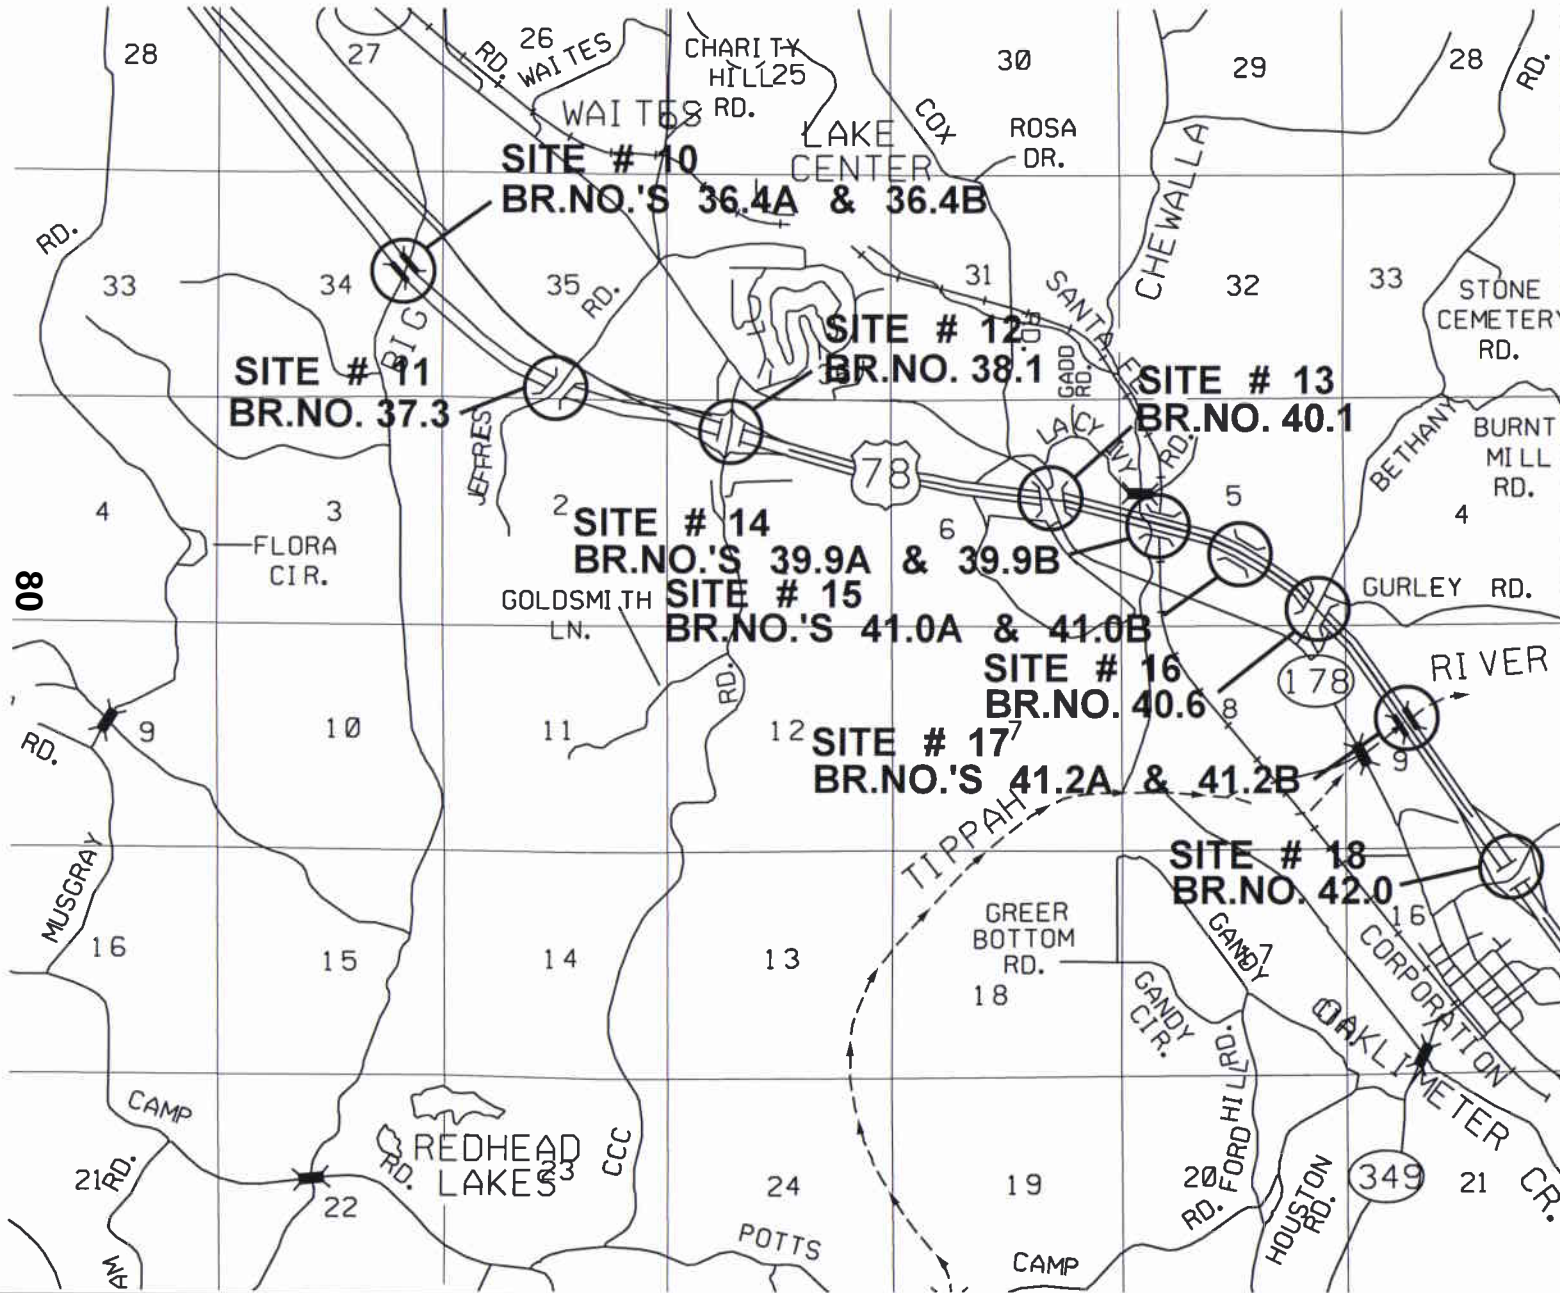 28
27
26
RD.
WAITES
CHARITY
HILL
RD.
25
30
29
28
RD.
WAITES
LAKE
CENTER
COX
ROSA
DR.
CHEWALLA
SITE # 10
BR.NO.'S 36.4A & 36.4B
RD.
33
34
BIG
35
RD.
31
SANTA FE
RD.
32
33
STONE
CEMETERY
RD.
SITE # 11
BR.NO. 37.3
SITE # 12
BR.NO. 38.1
GADD
RD.
SITE # 13
BR.NO. 40.1
JEFFRIES
78
LACY
IVY
RD.
BETHANY
BURNT
MILL
RD.
4
3
2
6
5
4
FLORA
CIR.
SITE # 14
BR.NO.'S 39.9A & 39.9B
80
GOLDSMITH
LN.
SITE # 15
BR.NO.'S 41.0A & 41.0B
GURLEY RD.
SITE # 16
BR.NO. 40.6
178
RIVER
RD.
9
10
11
12
RD.
7
8
9
SITE # 17
BR.NO.'S 41.2A & 41.2B
TIPPAH
MUSGRAY
SITE # 18
BR.NO. 42.0
16
15
14
13
GREER
BOTTOM
RD.
18
GANDY
17
GANDY
CIR.
16
CORPORATION
OAKLIMETER
CR.
CAMP
RD.
REDHEAD
LAKES
23
RD.
CCC
21
22
24
19
20
FORD HILL RD.
HOUSTON
RD.
349
21
POTTS
CAMP
RD.